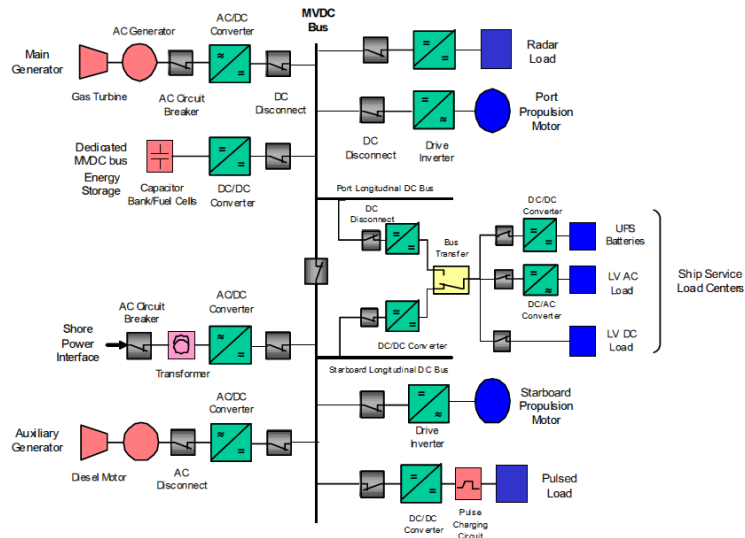 MVDC
Bus
AC/DC
Converter
AC Generator
Main
Generator
Gas Turbine
AC Circuit
Breaker
DC
Disconnect
Radar
Load
DC
Disconnect
Drive
Inverter
Port
Propulsion
Motor
Dedicated
MVDC bus
Energy
Storage
Capacitor
Bank/Fuel Cells
DC/DC
Converter
Port Longitudinal DC Bus
DC
Disconnect
Bus
Transfer
DC/DC
Converter
UPS
Batteries
LV AC
Load
DC/AC
Converter
Ship Service
Load Centers
LV DC
Load
DC/DC Converter
Starboard Longitudinal DC Bus
AC Circuit
Breaker
AC/DC
Converter
Shore
Power
Interface
Transformer
AC/DC
Converter
Auxiliary
Generator
Diesel Motor
AC
Disconnect
Drive
Inverter
Starboard
Propulsion
Motor
DC/DC
Converter
Pulse
Charging
Circuit
Pulsed
Load